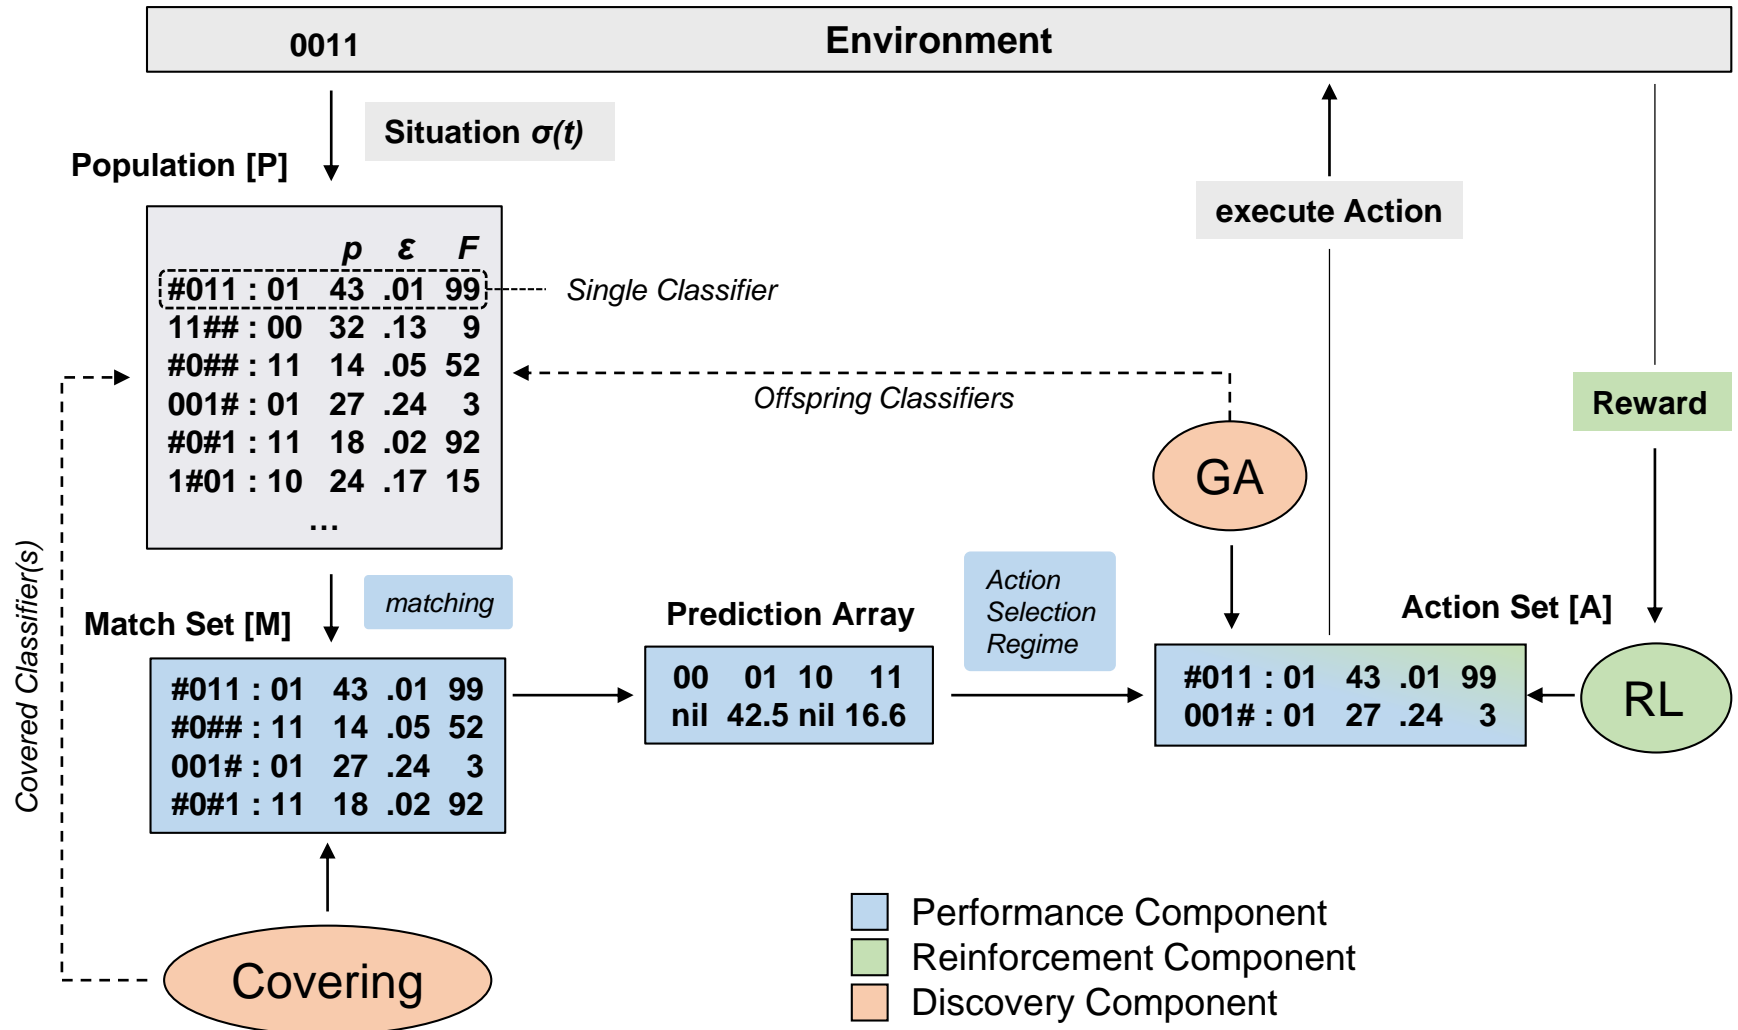 0011
Environment
Situation σ(t)
Population [P]
p ε F
#011 : 01 43 .01 99
11## : 00 32 .13 9
#0## : 11 14 .05 52
001# : 01 27 .24 3
#0#1 : 11 18 .02 92
1#01 : 10 24 .17 15
...
Single Classifier
execute Action
Offspring Classifiers
Reward
GA
Covered Classifier(s)
matching
Match Set [M]
#011 : 01 43 .01 99
#0## : 11 14 .05 52
001# : 01 27 .24 3
#0#1 : 11 18 .02 92
Prediction Array
00 01 10 11
nil 42.5 nil 16.6
Action
Selection
Regime
Action Set [A]
#011 : 01 43 .01 99
001# : 01 27 .24 3
RL
Covering
Performance Component
Reinforcement Component
Discovery Component